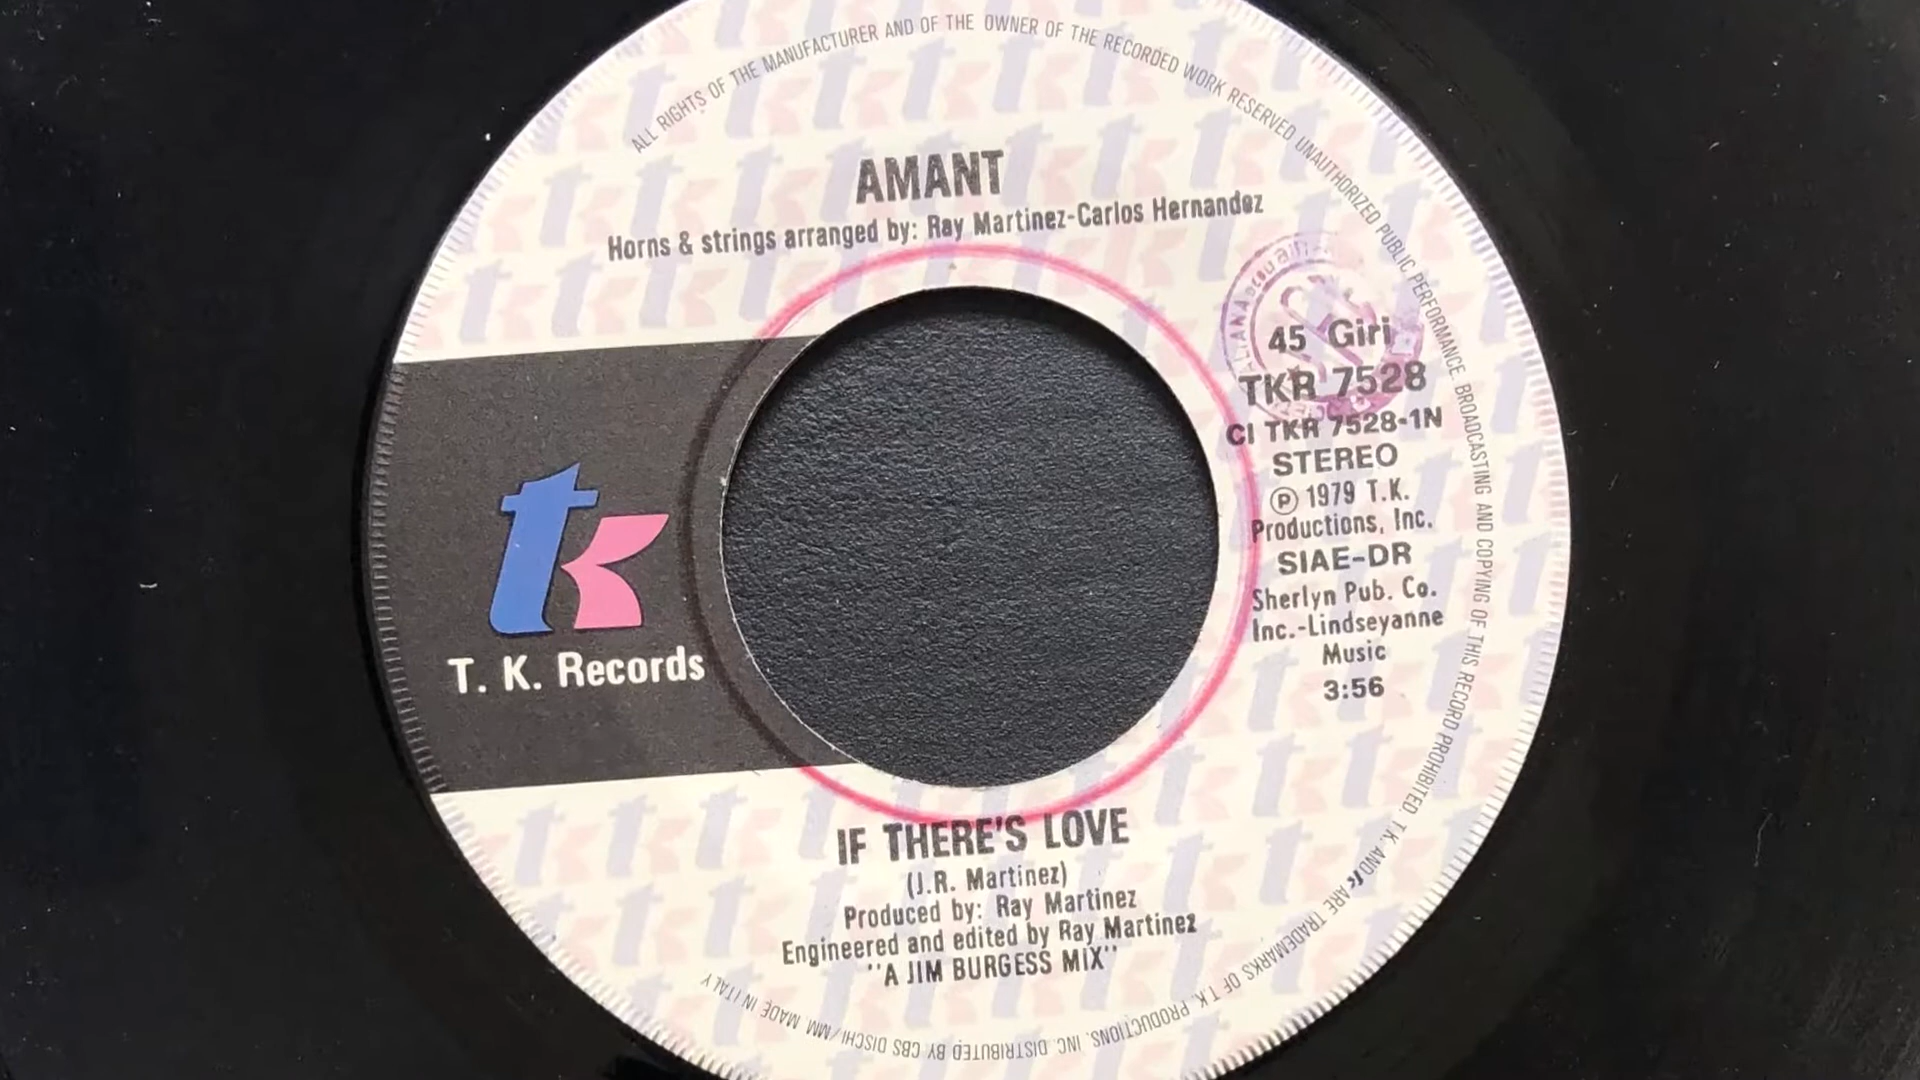 ALL RIGHTS OF THE MANUFACTURER AND OF THE OWNER OF THE RECORDED WORK RESERVED UNAUTHORIZED PUBLIC PERFORMANCE BROADCASTING AND COPYING OF THIS RECORD PROHIBITED. T.K. AND tk ARE TRADEMARKS OF T.K. PRODUCTIONS, INC. DISTRIBUTED BY CBS DISCHI/MM. MADE IN ITALY
AMANT
Horns & strings arranged by: Ray Martinez-Carlos Hernandez
45 Giri
TKR 7528
CI TKR 7528-1N
STEREO
Ⓟ 1979 T.K.
Productions, Inc.
SIAE-DR
Sherlyn Pub. Co.
Inc.-Lindseyanne
Music
3:56
tk
T. K. Records
IF THERE'S LOVE
(J.R. Martinez)
Produced by: Ray Martinez
Engineered and edited by Ray Martinez
"A JIM BURGESS MIX"